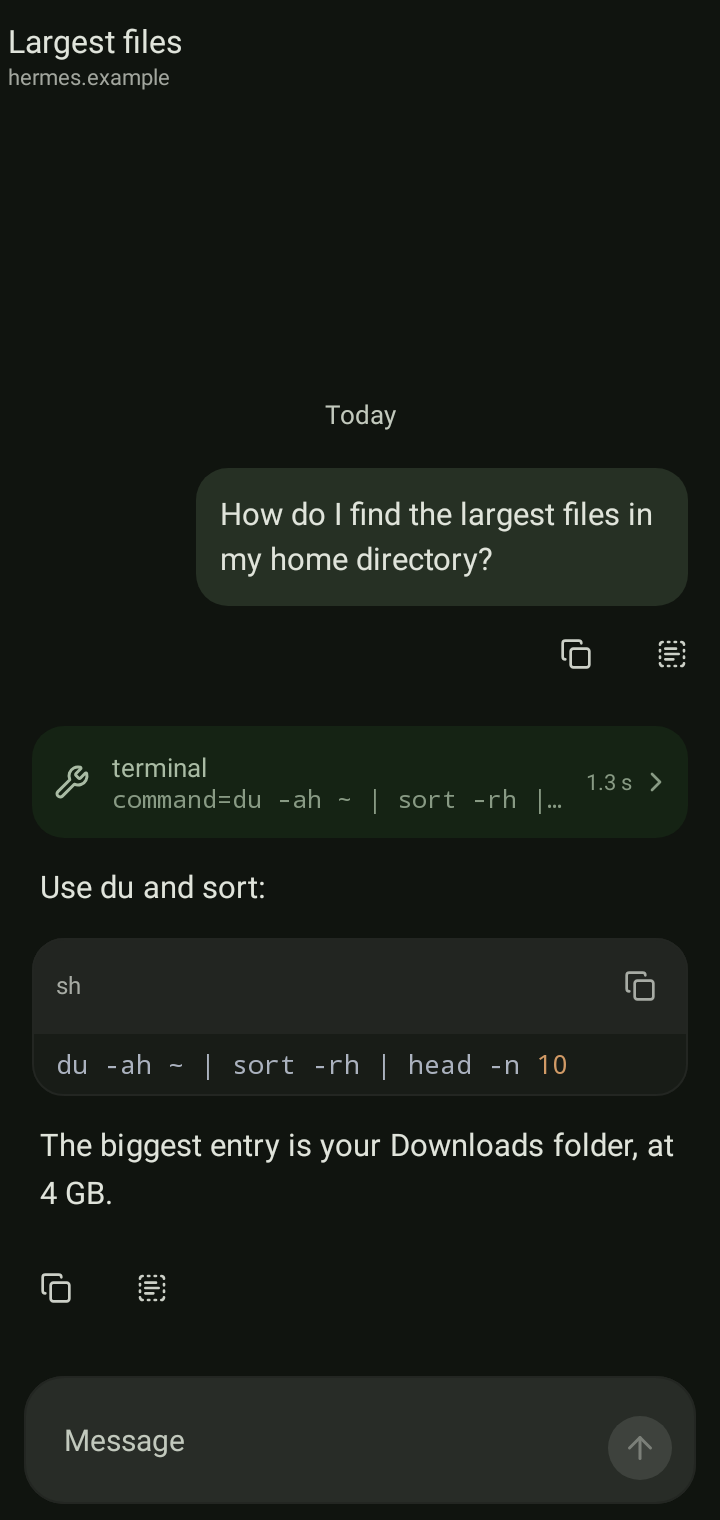 Largest files
hermes.example
Today
How do I find the largest files in
my home directory?
terminal
command=du -ah ~ | sort -rh |…
1.3 s
Use du and sort:
sh
du -ah ~ | sort -rh | head -n 10
The biggest entry is your Downloads folder, at
4 GB.
Message